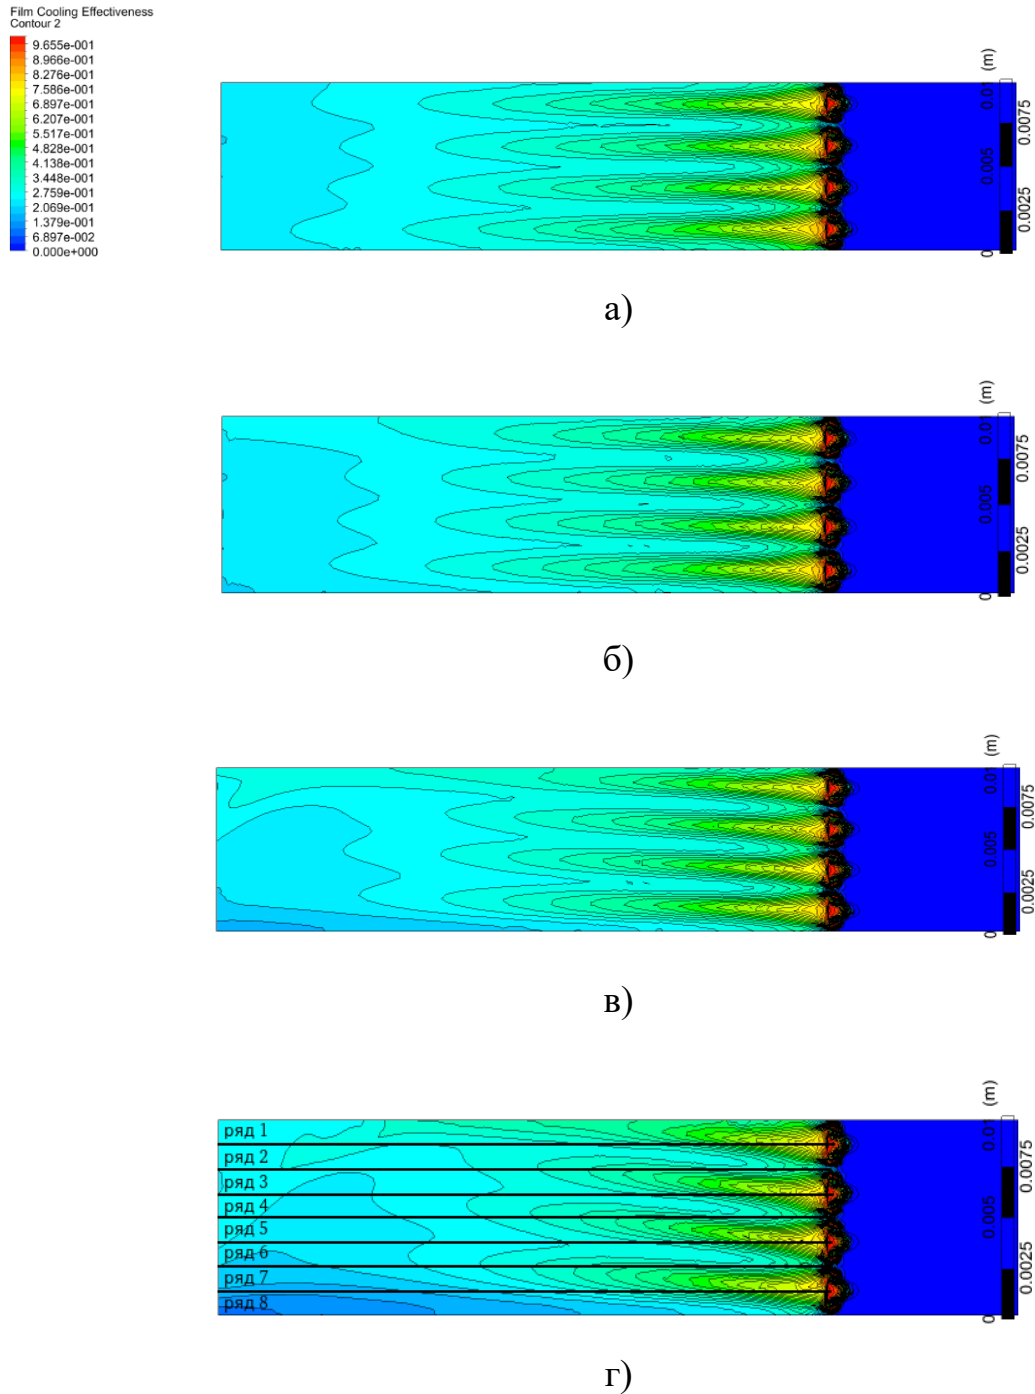 Film Cooling Effectiveness
Contour 2
9.655e-001
8.966e-001
8.276e-001
7.586e-001
6.897e-001
6.207e-001
5.517e-001
4.828e-001
4.138e-001
3.448e-001
2.759e-001
2.069e-001
1.379e-001
6.897e-002
0.000e+000
0
0.0025
0.005
0.0075
0.01
(m)
а)
0
0.0025
0.005
0.0075
0.01
(m)
б)
0
0.0025
0.005
0.0075
0.01
(m)
в)
ряд 1
ряд 2
ряд 3
ряд 4
ряд 5
ряд 6
ряд 7
ряд 8
0
0.0025
0.005
0.0075
0.01
(m)
г)